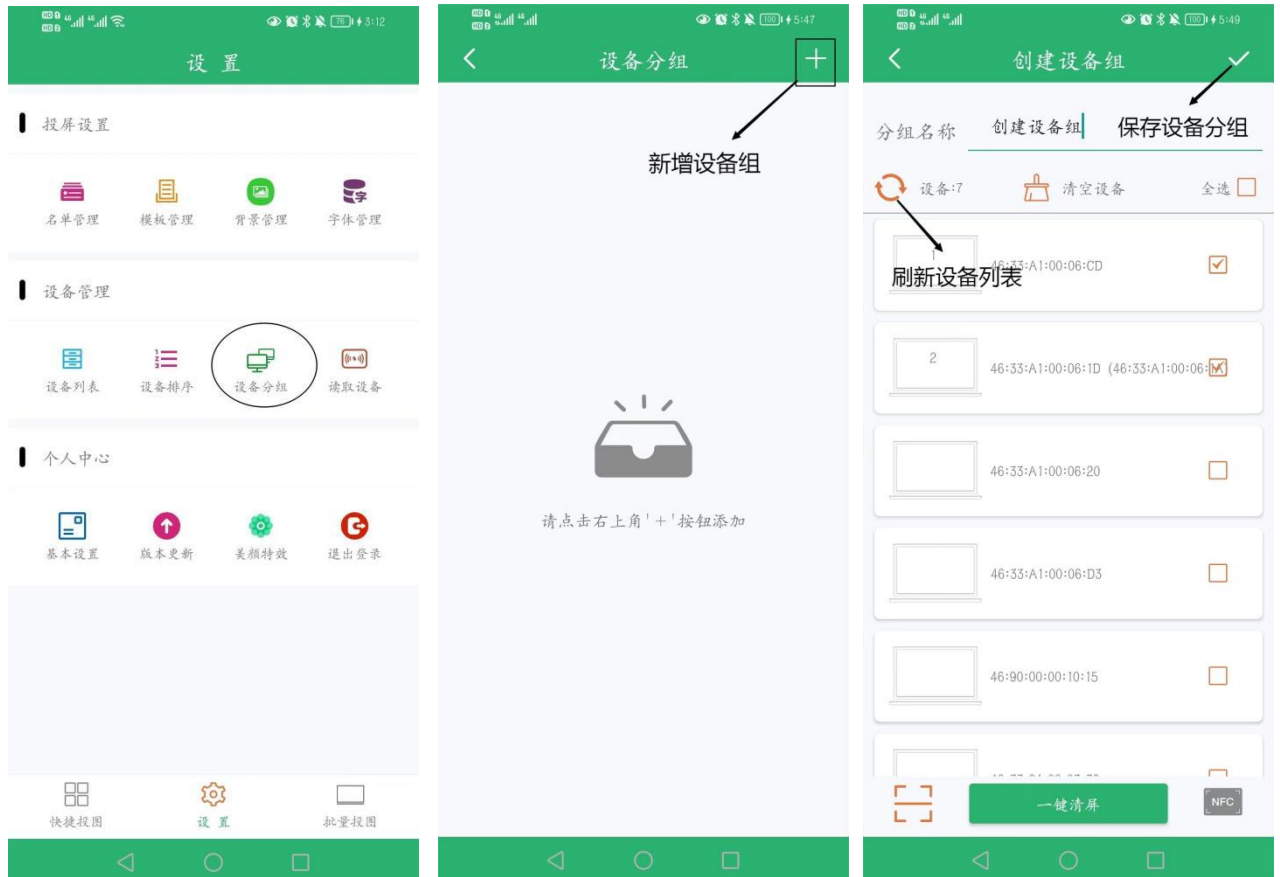 76 3:12
设 置
投屏设置
名单管理 模板管理 背景管理 字体管理
设备管理
设备列表 设备排序 设备分组 读取设备
个人中心
基本设置 版本更新 美颜特效 退出登录
快捷投图 设 置 批量投图
100 5:47
设备分组
新增设备组
请点击右上角'+'按钮添加
100 5:49
创建设备组
分组名称 创建设备组 保存设备分组
设备:7 清空设备 全选
1 46:33:A1:00:06:CD
刷新设备列表
2 46:33:A1:00:06:1D (46:33:A1:00:06:
46:33:A1:00:06:20
46:33:A1:00:06:D3
46:90:00:00:10:15
一键清屏 NFC